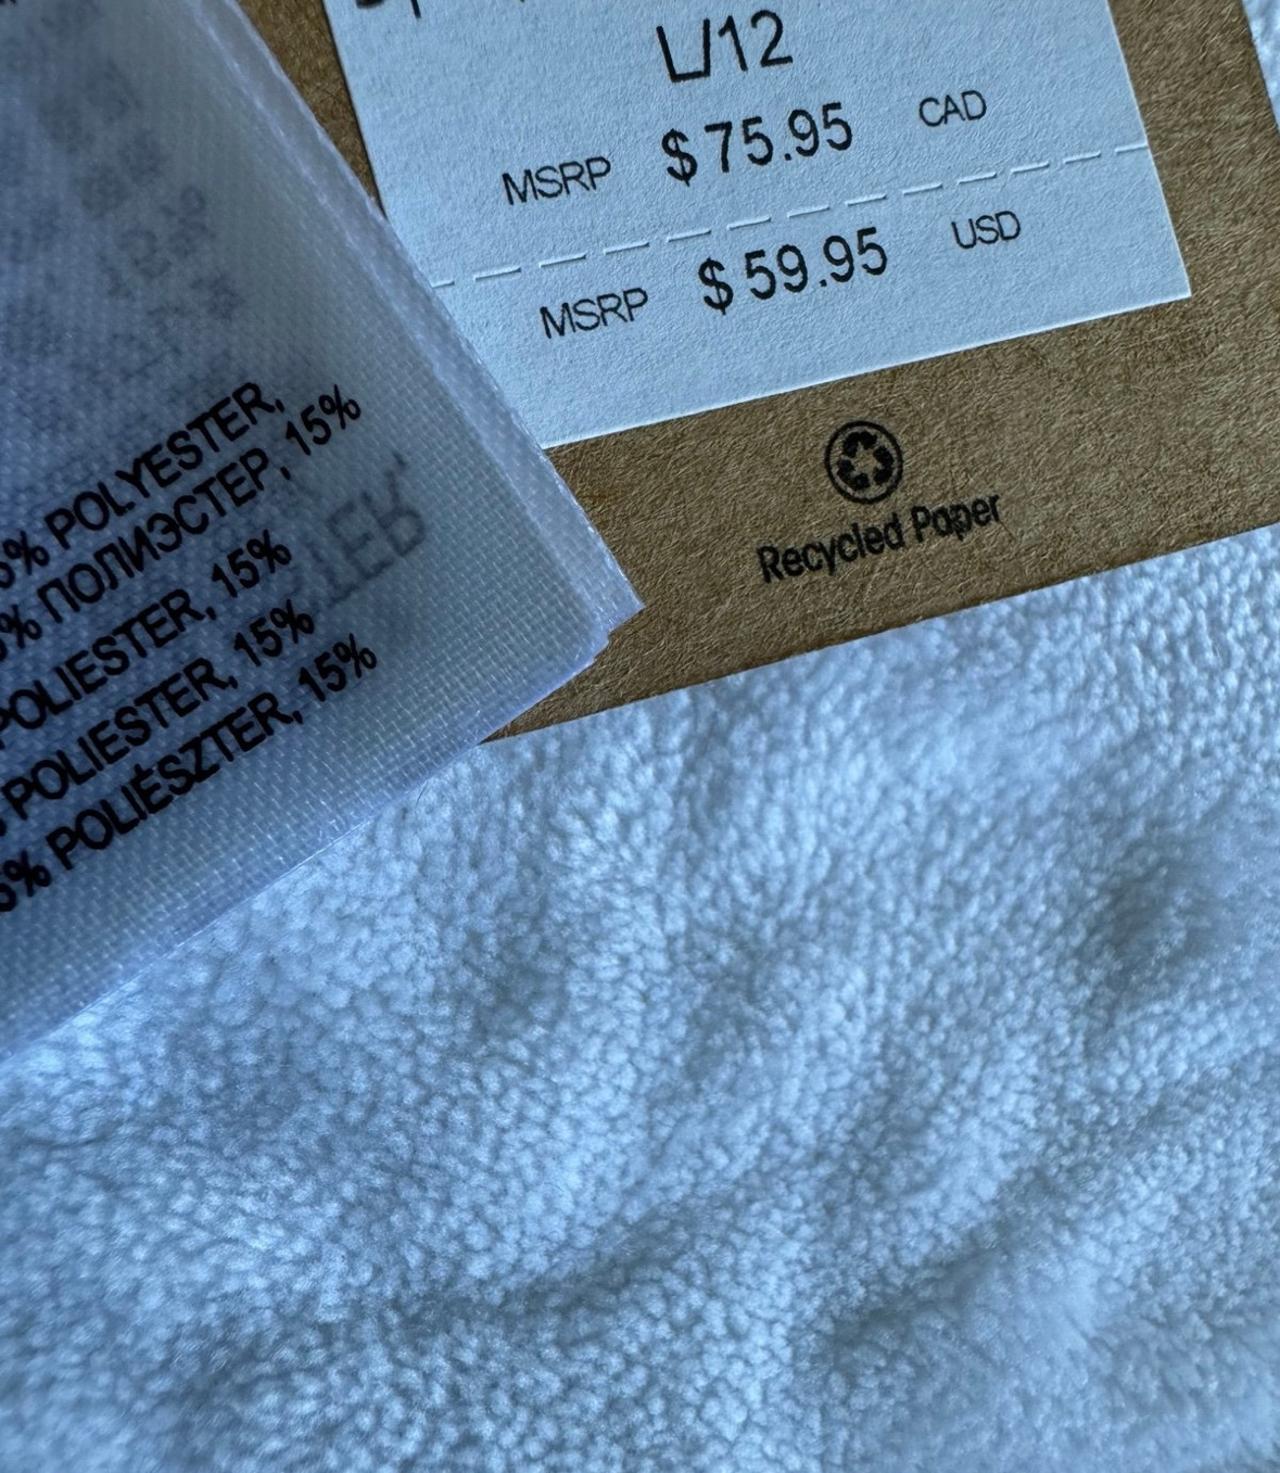 L/12
MSRP $75.95 CAD
MSRP $59.95 USD
Recycled Paper
% POLYESTER,
% ПОЛИЭСТЕР, 15%
POLIESTER, 15%
POLIESTER, 15%
% POLIÉSZTER, 15%